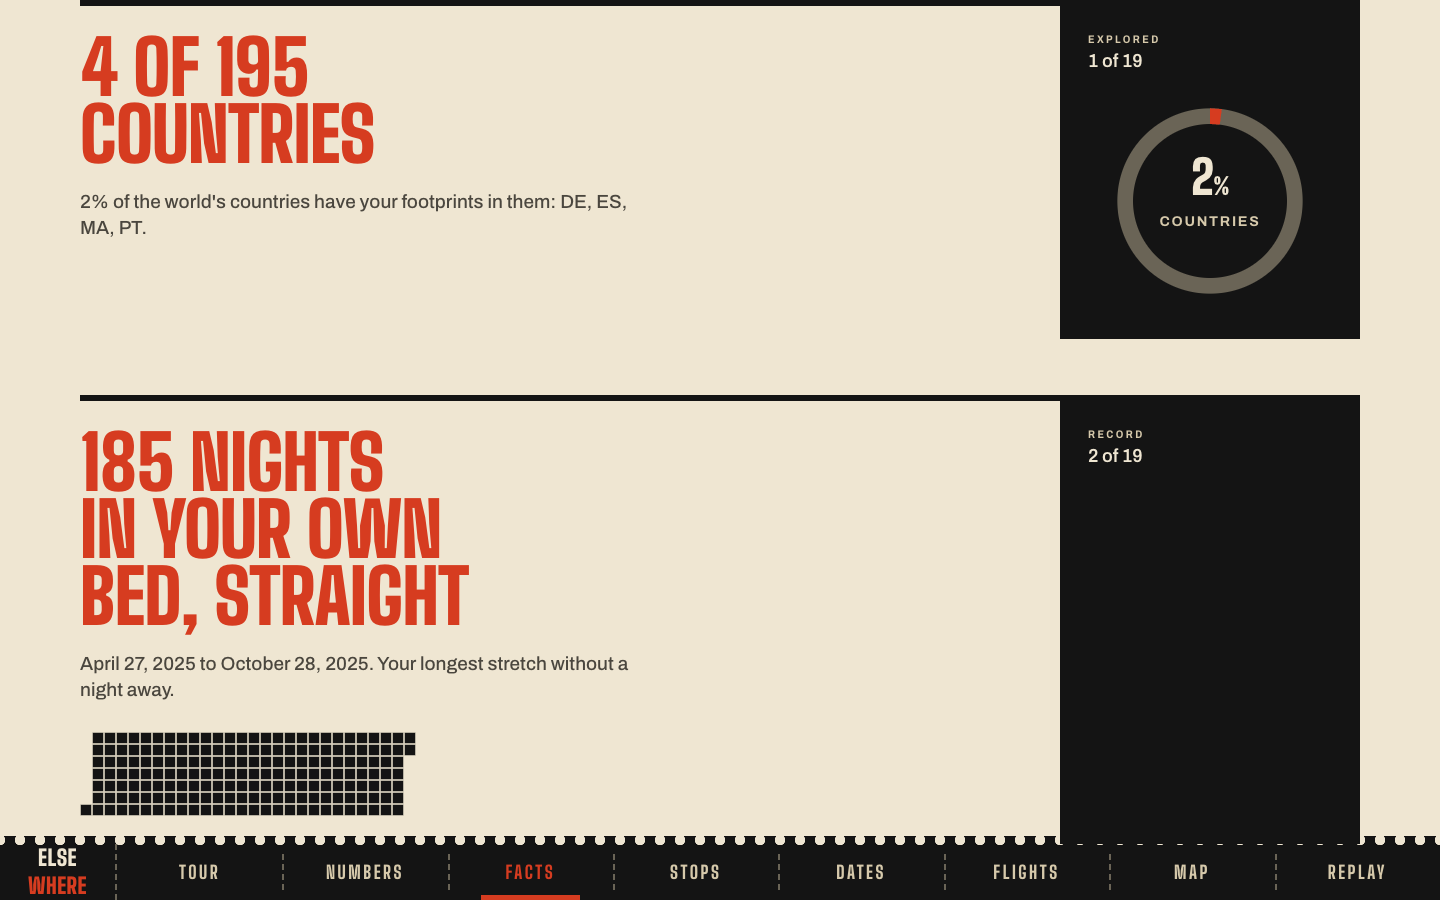 4 OF 195
COUNTRIES
2% of the world's countries have your footprints in them: DE, ES,
MA, PT.
EXPLORED
1 of 19
2%
COUNTRIES
185 NIGHTS
IN YOUR OWN
BED, STRAIGHT
April 27, 2025 to October 28, 2025. Your longest stretch without a
night away.
RECORD
2 of 19
ELSE
WHERE
TOUR
NUMBERS
FACTS
STOPS
DATES
FLIGHTS
MAP
REPLAY